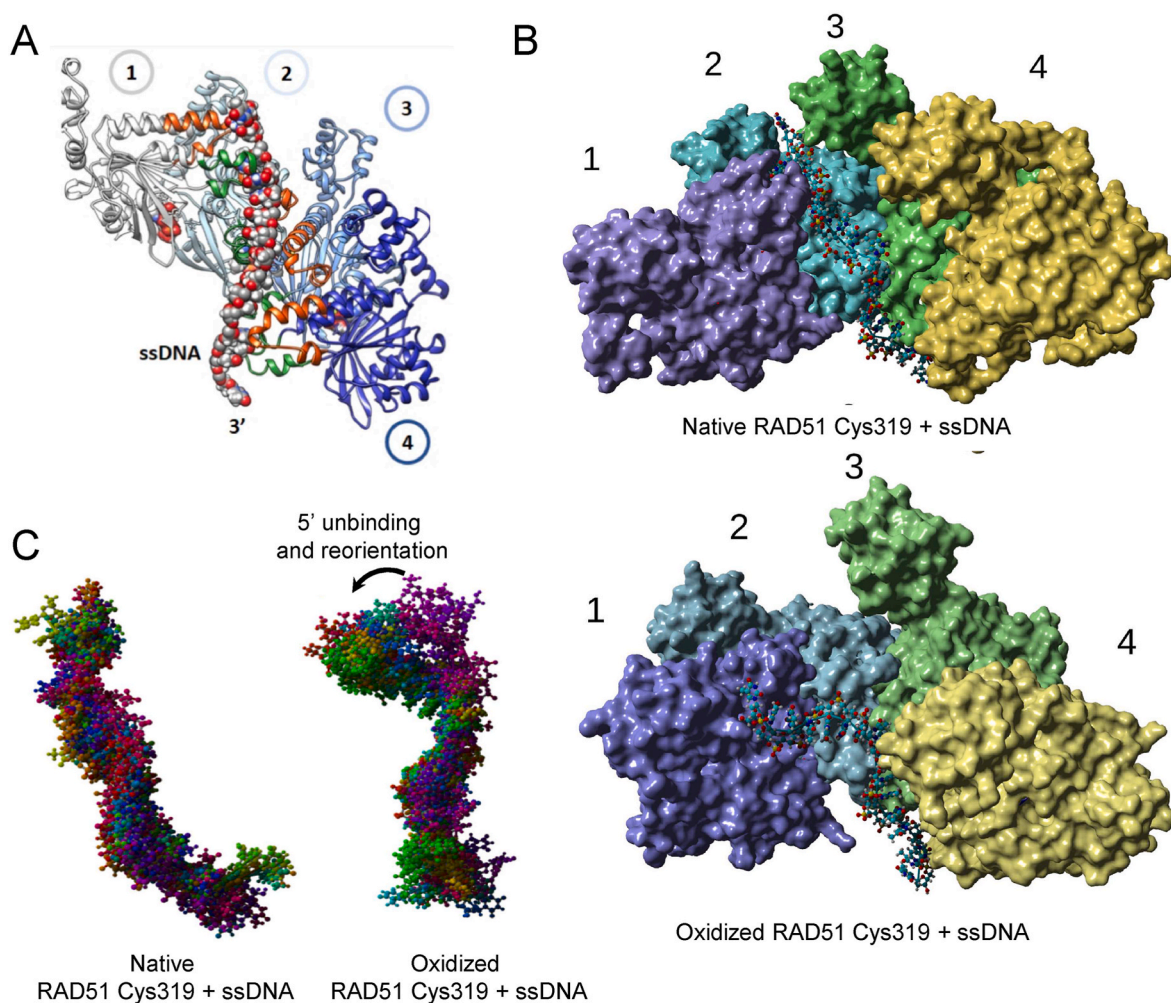 A
1
2
3
ssDNA
3’
4
B
1
2
3
4
Native RAD51 Cys319 + ssDNA
C
5’ unbinding
and reorientation
Native
RAD51 Cys319 + ssDNA
Oxidized
RAD51 Cys319 + ssDNA
1
2
3
4
Oxidized RAD51 Cys319 + ssDNA